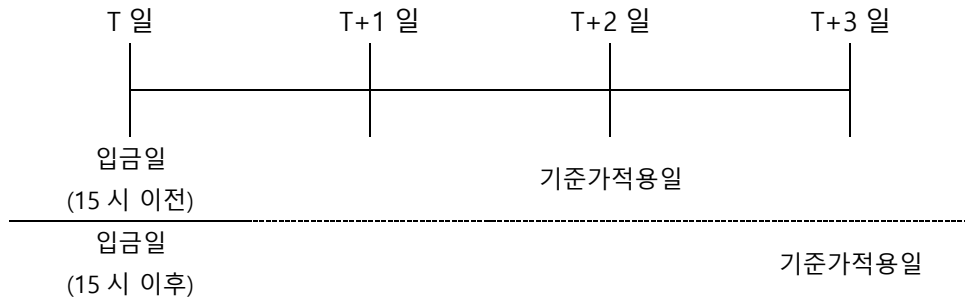 T 일 T+1 일 T+2 일 T+3 일
입금일
(15 시 이전)
기준가적용일
입금일
(15 시 이후)
기준가적용일